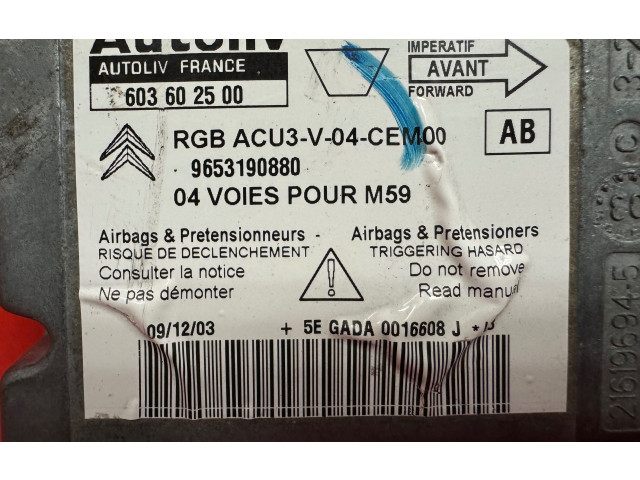 Autoliv
AUTOLIV FRANCE
603 60 25 00
IMPERATIF
AVANT
FORWARD
RGB ACU3-V-04-CEM00
AB
9653190880
04 VOIES POUR M59
Airbags & Pretensionneurs
RISQUE DE DECLENCHEMENT
Consulter la notice
Ne pas démonter
!
Airbags & Pretensioners
TRIGGERING HASARD
Do not remove
Read manual
09/12/03 + 5E GADA 0016608 J
21619694-5